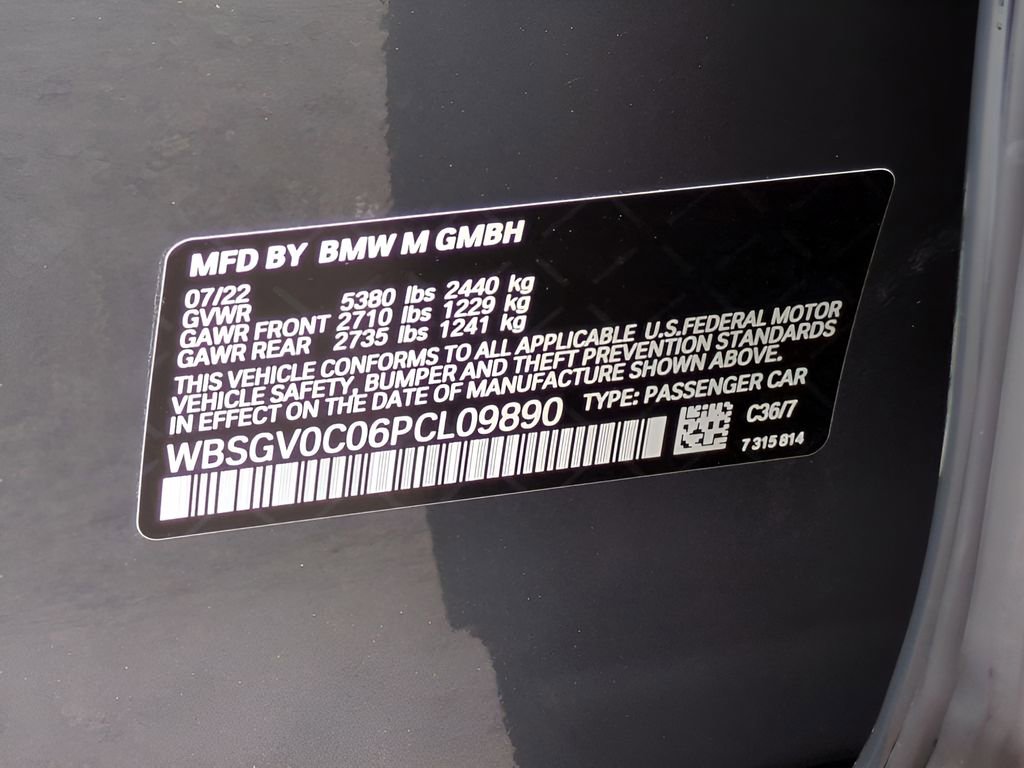 MFD BY BMW M GMBH
07/22
GVWR 5380 lbs 2440 kg
GAWR FRONT 2710 lbs 1229 kg
GAWR REAR 2735 lbs 1241 kg
THIS VEHICLE CONFORMS TO ALL APPLICABLE U.S.FEDERAL MOTOR
VEHICLE SAFETY, BUMPER AND THEFT PREVENTION STANDARDS
IN EFFECT ON THE DATE OF MANUFACTURE SHOWN ABOVE.
WBSGV0C06PCL09890 TYPE: PASSENGER CAR
C36/7
7 315 814